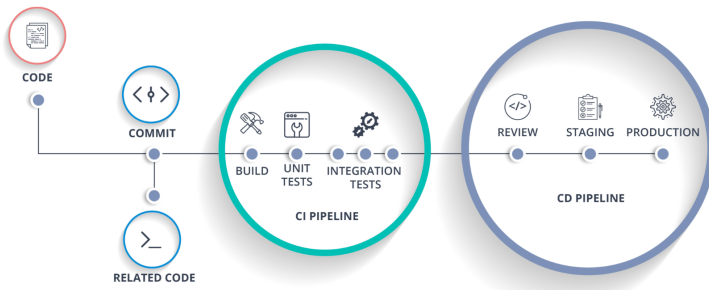 CODE
COMMIT
RELATED CODE
BUILD
UNIT
TESTS
INTEGRATION
TESTS
CI PIPELINE
REVIEW
STAGING
PRODUCTION
CD PIPELINE